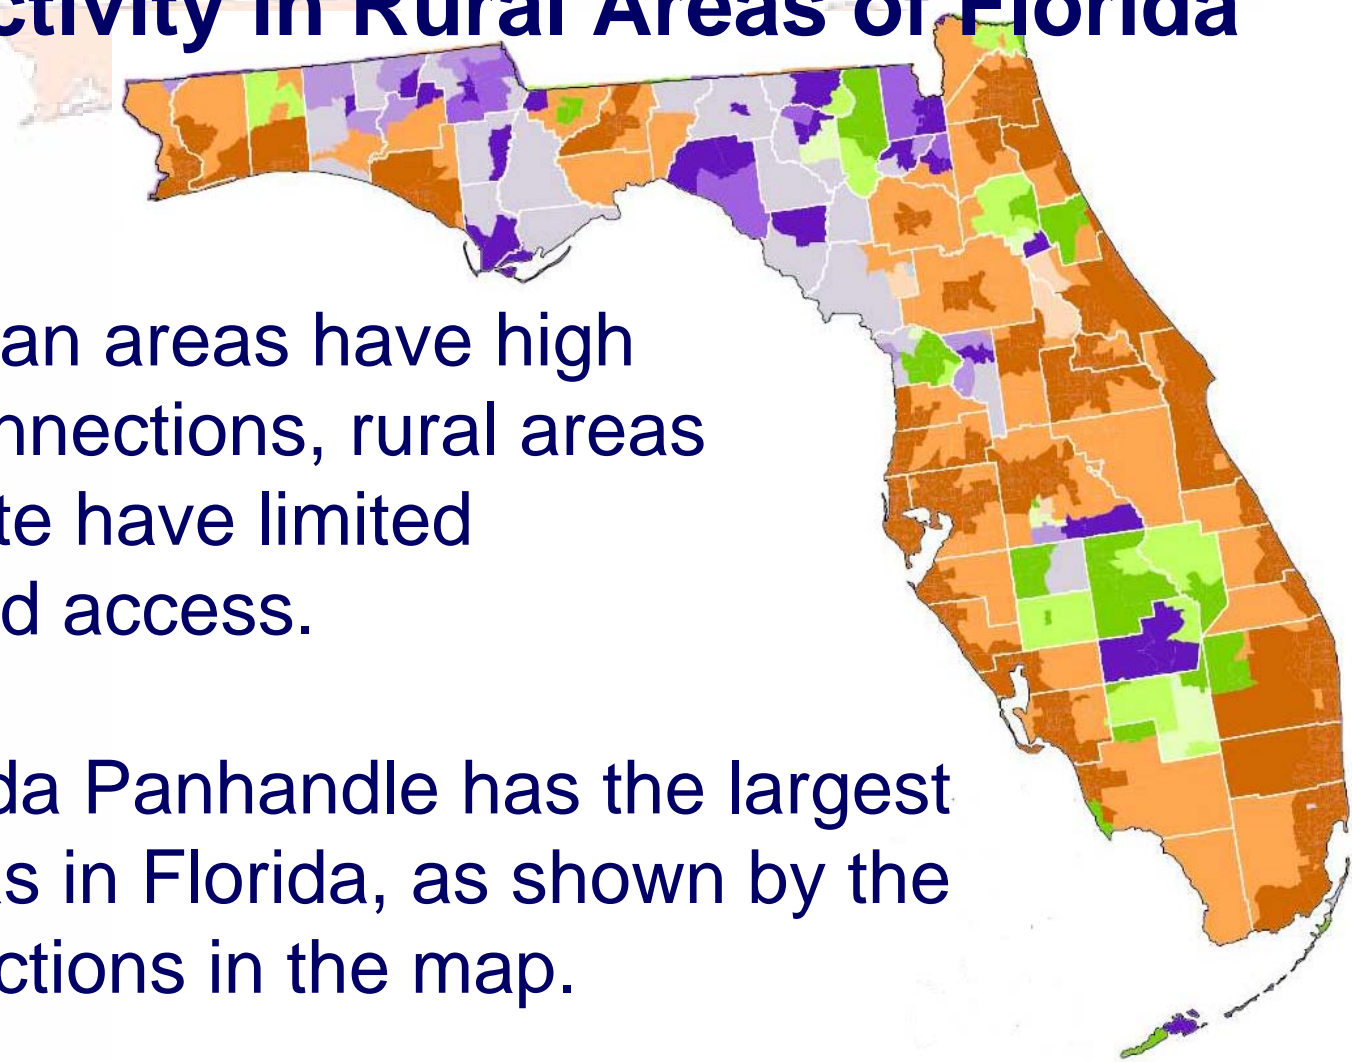 ctivity in Rural Areas of Florida
an areas have high
nnections, rural areas
te have limited
d access.
da Panhandle has the largest
s in Florida, as shown by the
ctions in the map.